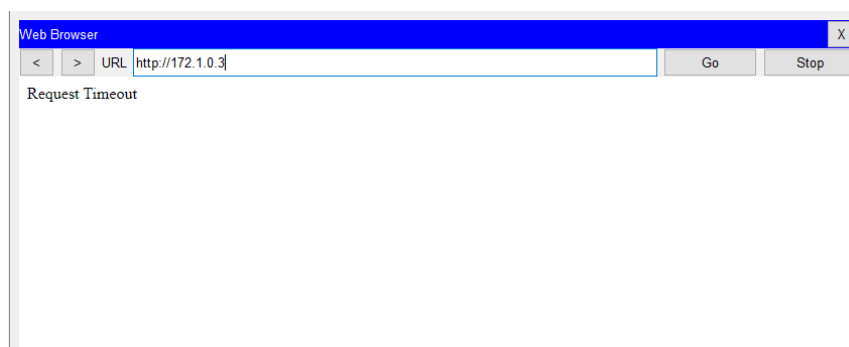 Web Browser X
< > URL http://172.1.0.3 Go Stop
Request Timeout